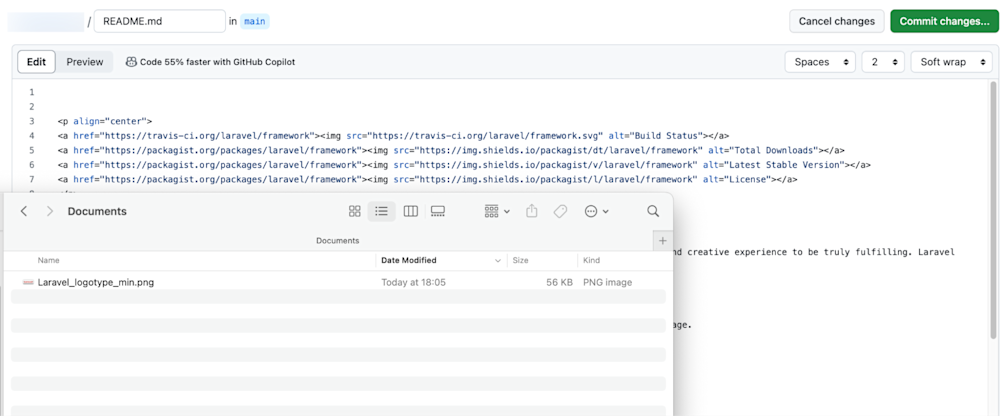 / README.md in main Cancel changes Commit changes...
Edit Preview Code 55% faster with GitHub Copilot Spaces 2 Soft wrap
1
2
3 <p align="center">
4 <a href="https://travis-ci.org/laravel/framework"><img src="https://travis-ci.org/laravel/framework.svg" alt="Build Status"></a>
5 <a href="https://packagist.org/packages/laravel/framework"><img src="https://img.shields.io/packagist/dt/laravel/framework" alt="Total Downloads"></a>
6 <a href="https://packagist.org/packages/laravel/framework"><img src="https://img.shields.io/packagist/v/laravel/framework" alt="Latest Stable Version"></a>
7 <a href="https://packagist.org/packages/laravel/framework"><img src="https://img.shields.io/packagist/l/laravel/framework" alt="License"></a>
Documents
Documents
nd creative experience to be truly fulfilling. Laravel
Name Date Modified Size Kind
Laravel_logotype_min.png Today at 18:05 56 KB PNG image
age.